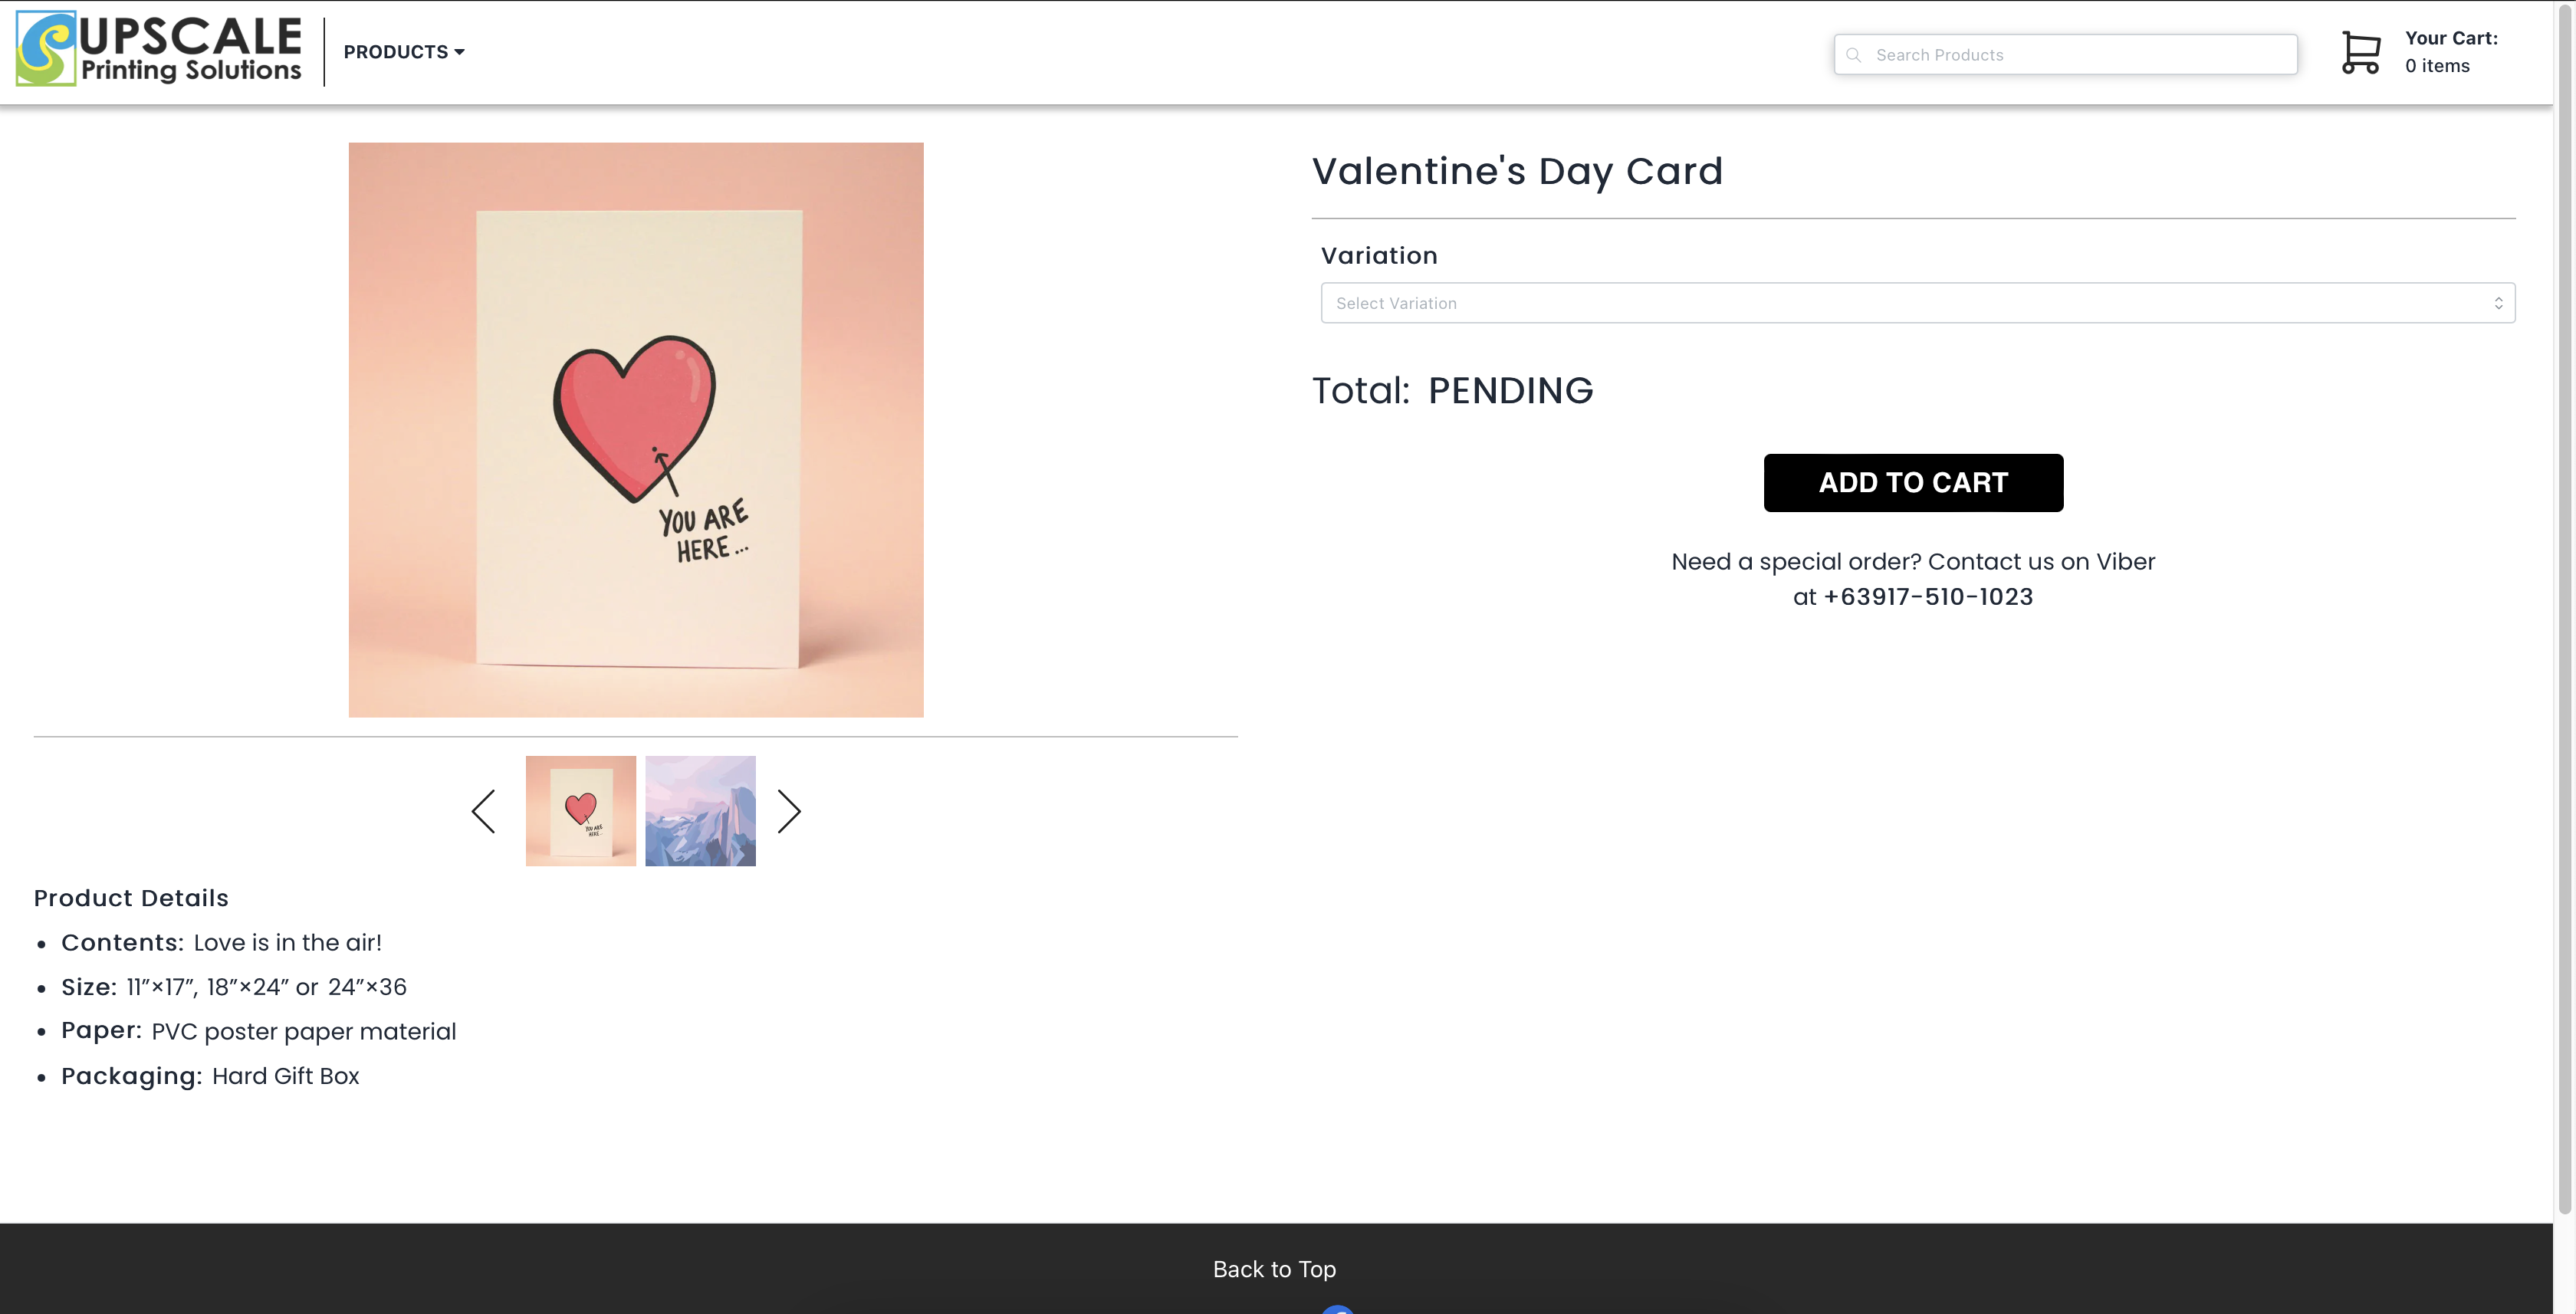 UPSCALE
Printing Solutions
PRODUCTS
Search Products
Your Cart:
0 items
YOU ARE
HERE...
Valentine's Day Card
Variation
Select Variation
Total: PENDING
ADD TO CART
Need a special order? Contact us on Viber
at +63917-510-1023
YOU ARE
HERE...
Product Details
• Contents: Love is in the air!
• Size: 11”×17”, 18”×24” or 24”×36
• Paper: PVC poster paper material
• Packaging: Hard Gift Box
Back to Top